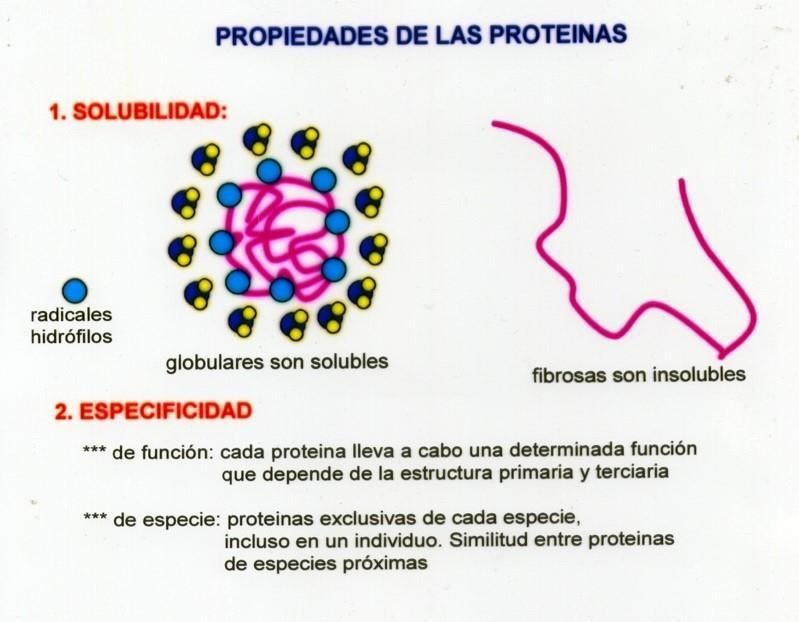 PROPIEDADES DE LAS PROTEINAS
1. SOLUBILIDAD:
radicales
hidrófilos
globulares son solubles
fibrosas son insolubles
2. ESPECIFICIDAD
*** de función: cada proteina lleva a cabo una determinada función
que depende de la estructura primaria y terciaria
*** de especie: proteinas exclusivas de cada especie,
incluso en un individuo. Similitud entre proteinas
de especies próximas